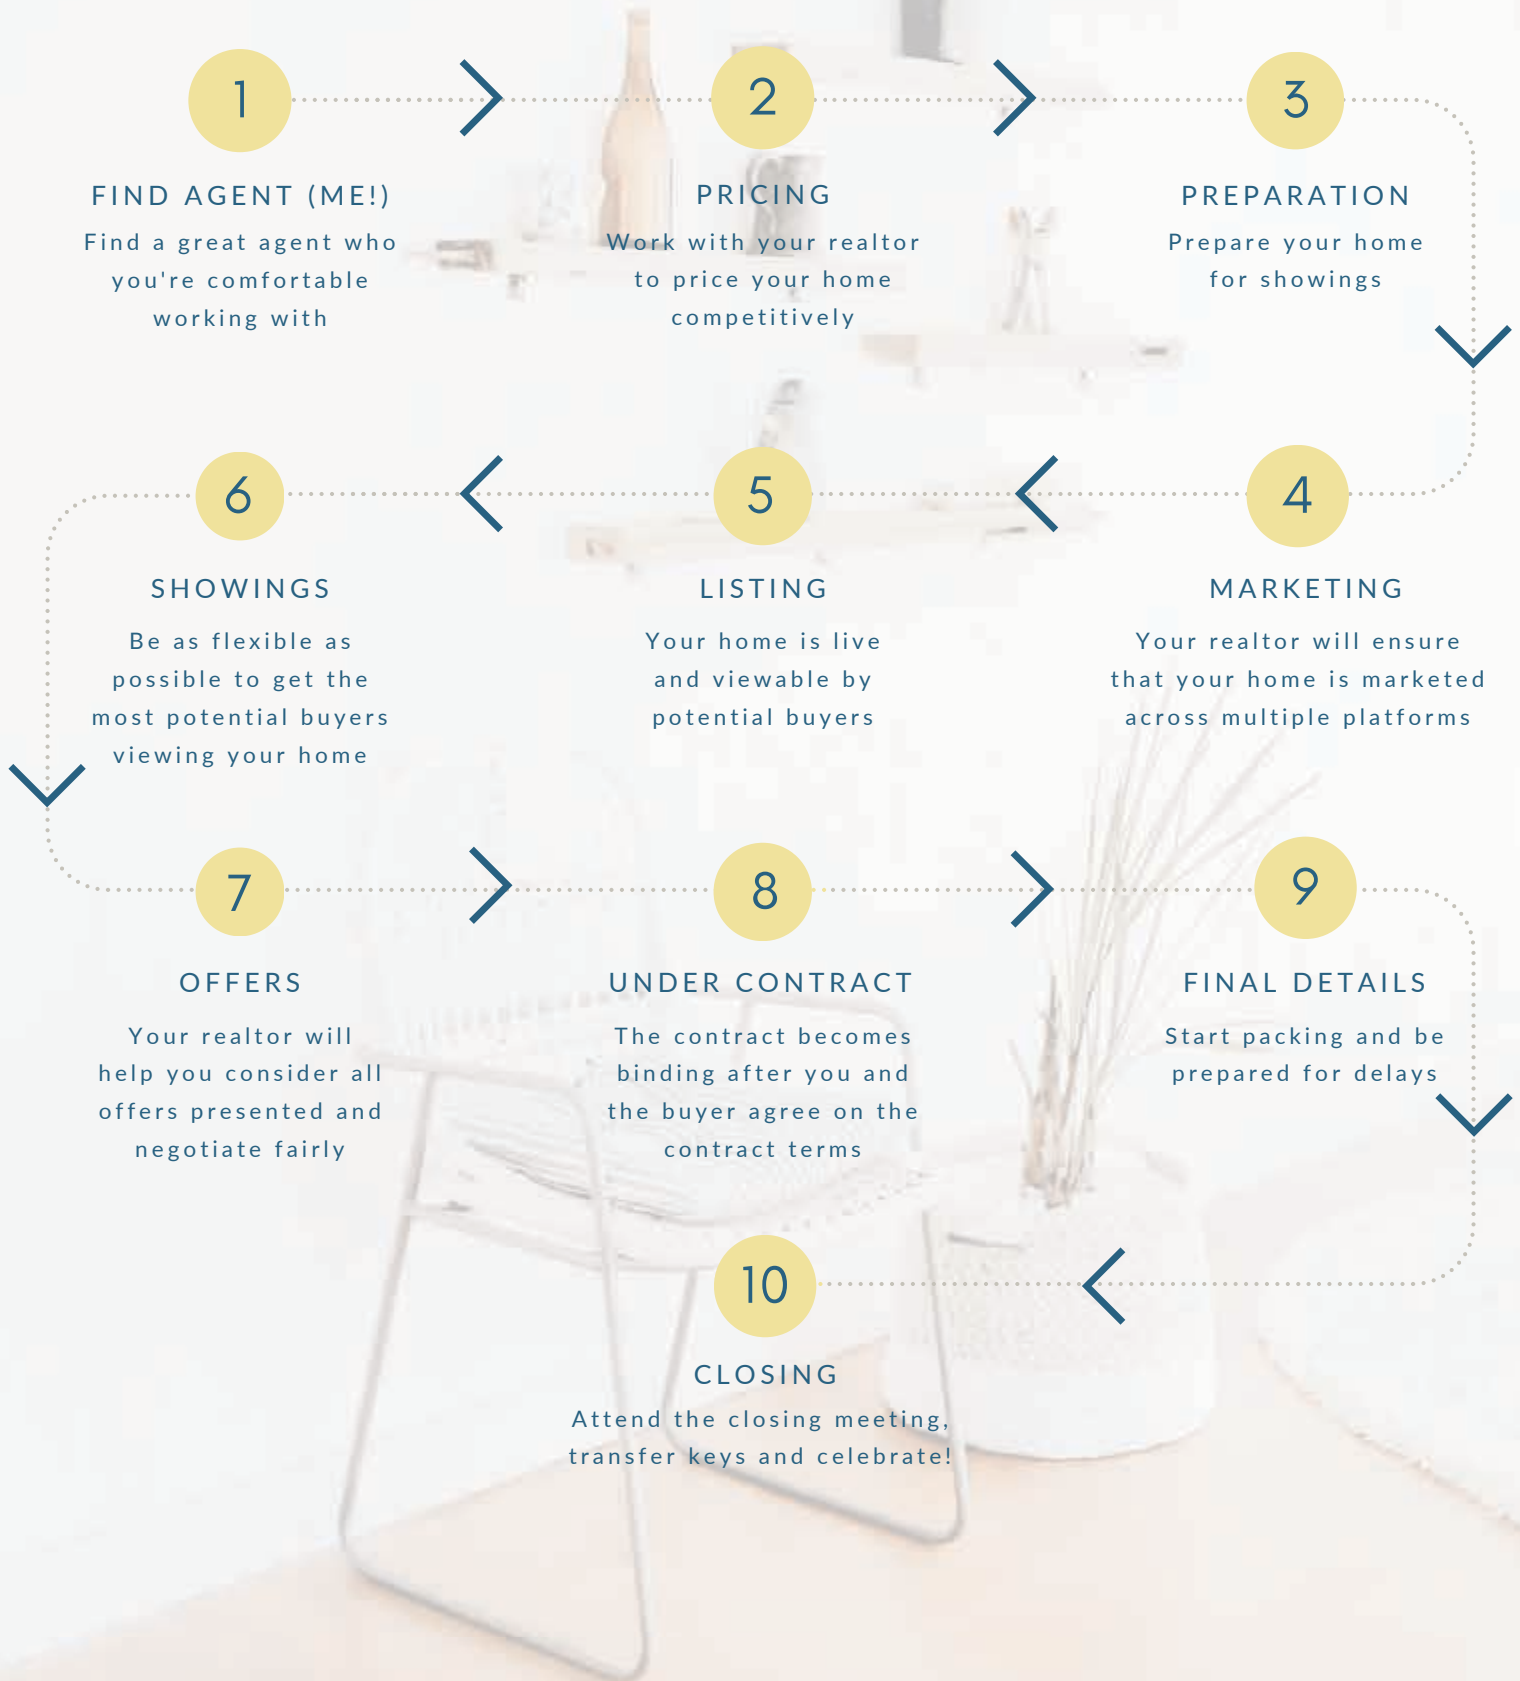 1
FIND AGENT (ME!)
Find a great agent who
you're comfortable
working with
2
PRICING
Work with your realtor
to price your home
competitively
3
PREPARATION
Prepare your home
for showings
4
MARKETING
Your realtor will ensure
that your home is marketed
across multiple platforms
5
LISTING
Your home is live
and viewable by
potential buyers
6
SHOWINGS
Be as flexible as
possible to get the
most potential buyers
viewing your home
7
OFFERS
Your realtor will
help you consider all
offers presented and
negotiate fairly
8
UNDER CONTRACT
The contract becomes
binding after you and
the buyer agree on the
contract terms
9
FINAL DETAILS
Start packing and be
prepared for delays
10
CLOSING
Attend the closing meeting,
transfer keys and celebrate!